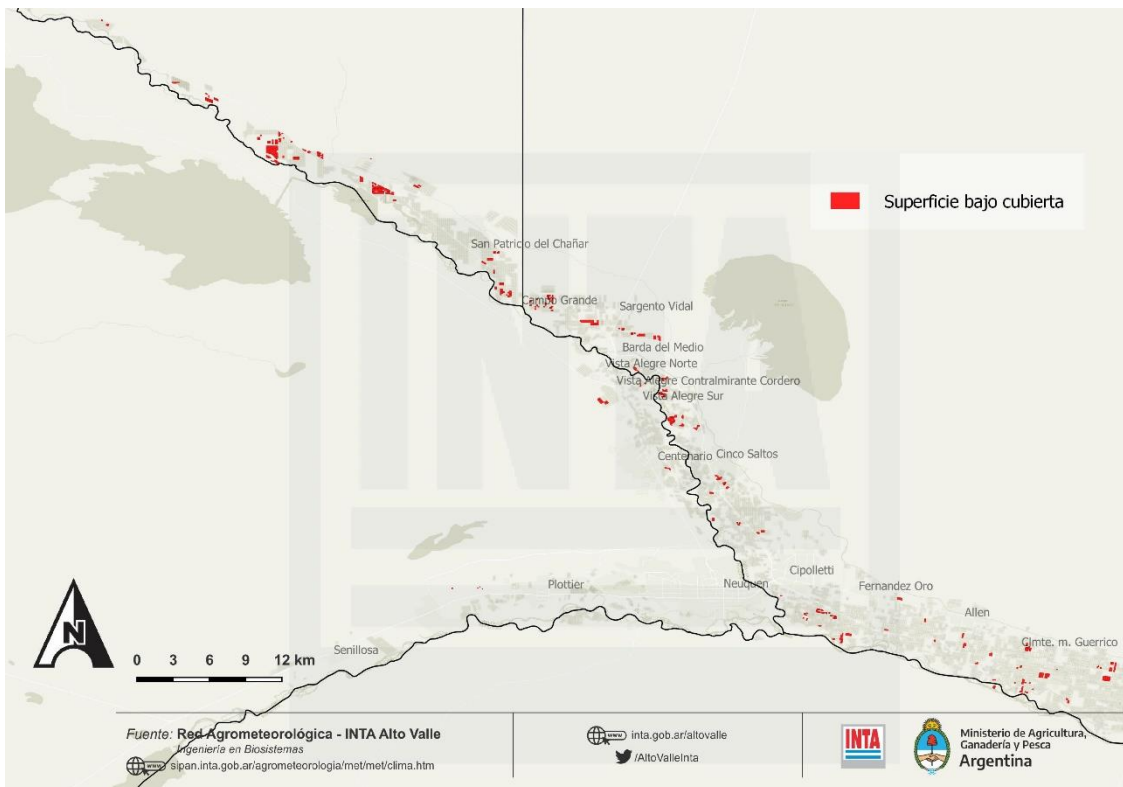 Superficie bajo cubierta
San Patricio del Chañar
Campo Grande
Sargento Vidal
Barda del Medio
Vista Alegre Norte
Vista Alegre Contralmirante Cordero
Vista Alegre Sur
Centenario
Cinco Saltos
Cipolletti
Neuquen
Plottier
Fernandez Oro
Allen
Clmte. m. Guerrico
Senillosa
INTA
N
0 3 6 9 12 km
Fuente: Red Agrometeorológica - INTA Alto Valle
Ingeniería en Biosistemas
www sipan.inta.gob.ar/agrometeorologia/met/met/clima.htm
www inta.gob.ar/altovalle
/AltoValleInta
INTA
Ministerio de Agricultura,
Ganadería y Pesca
Argentina